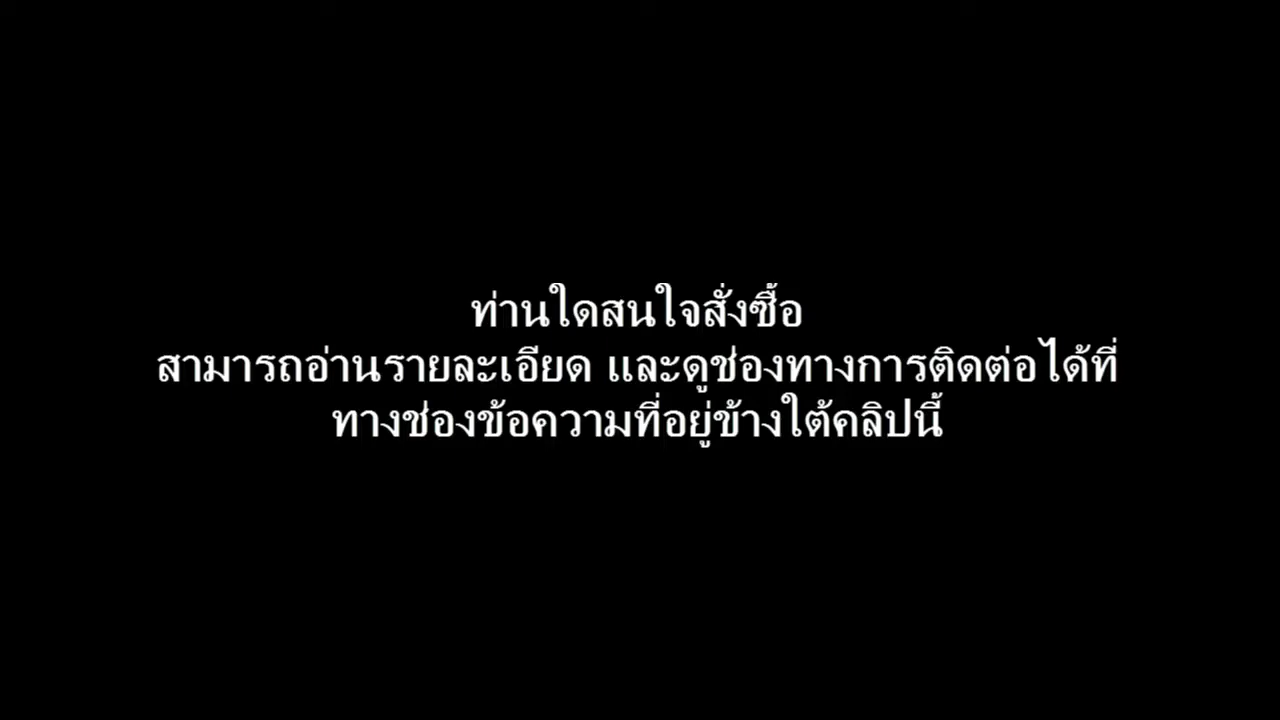 ท่านใดสนใจสั่งซื้อ
สามารถอ่านรายละเอียด และดูช่องทางการติดต่อได้ที่
ทางช่องข้อความที่อยู่ข้างใต้คลิปนี้